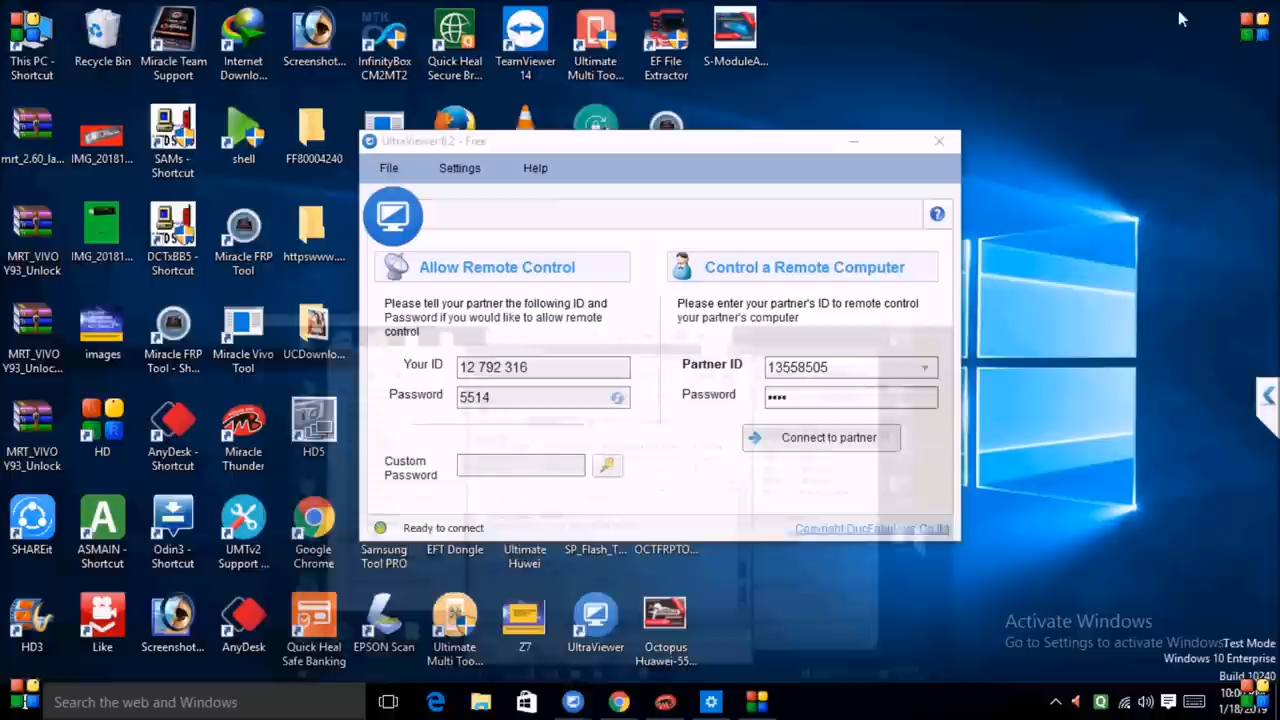 This PC -
Shortcut
Recycle Bin
Miracle Team
Support
Internet
Downlo...
Screenshot...
MTK
InfinityBox
CM2MT2
Quick Heal
Secure Br...
TeamViewer
14
Ultimate
Multi Too...
EF File
Extractor
S-ModuleA...
mrt_2.60_la...
IMG_20181...
SAMs -
Shortcut
shell
FF80004240
UltraViewer 6.2 - Free
File
Settings
Help
MRT_VIVO
Y93_Unlock
IMG_20181...
DCTxBB5 -
Shortcut
Miracle FRP
Tool
httpswww....
Allow Remote Control
Control a Remote Computer
Please tell your partner the following ID and
Password if you would like to allow remote
control
Please enter your partner's ID to remote control
your partner's computer
Your ID
12 792 316
Partner ID
13558505
Password
5514
Password
••••
Connect to partner
Custom
Password
Ready to connect
MRT_VIVO
Y93_Unloc...
images
Miracle FRP
Tool - Sh...
Miracle Vivo
Tool
UCDownlo...
MRT_VIVO
Y93_Unlock
HD
AnyDesk -
Shortcut
Miracle
Thunder
HD5
SHAREit
ASMAIN -
Shortcut
Odin3 -
Shortcut
UMTv2
Support ...
Google
Chrome
Samsung
Tool PRO
EFT Dongle
Ultimate
Huwei
SP_Flash_T...
OCTFRPTO...
HD3
Like
Screenshot...
AnyDesk
Quick Heal
Safe Banking
EPSON Scan
Ultimate
Multi Too...
Z7
UltraViewer
Octopus
Huawei-55...
Activate Windows
Go to Settings to activate Windows
Test Mode
Windows 10 Enterprise
Build 10240
Search the web and Windows
1/18/2019